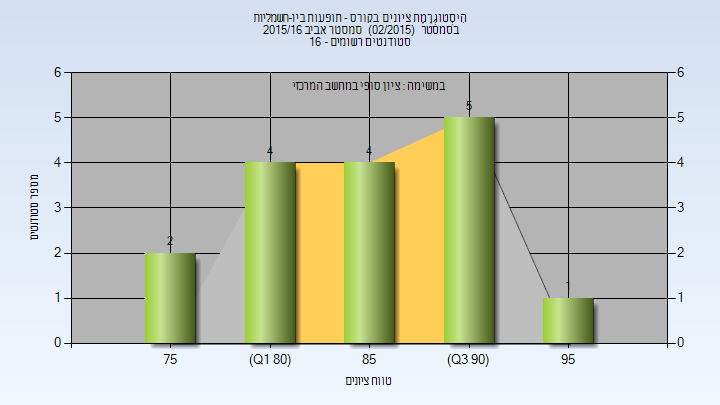 הִיסְטוֹגְרָמַת ציונים בקורס - תופעות ביו-חשמליות
בסמסטר (02/2015) סמסטר אביב 2015/16
סטודנטים רשומים - 16
במשימה : ציון סופי במחשב המרכזי
מספר סטודנטים
6 6
5 5
4 4
3 3
2 2
1 1
0 0
2 4 4 5 1
75 (Q1 80) 85 (Q3 90) 95
טווח ציונים